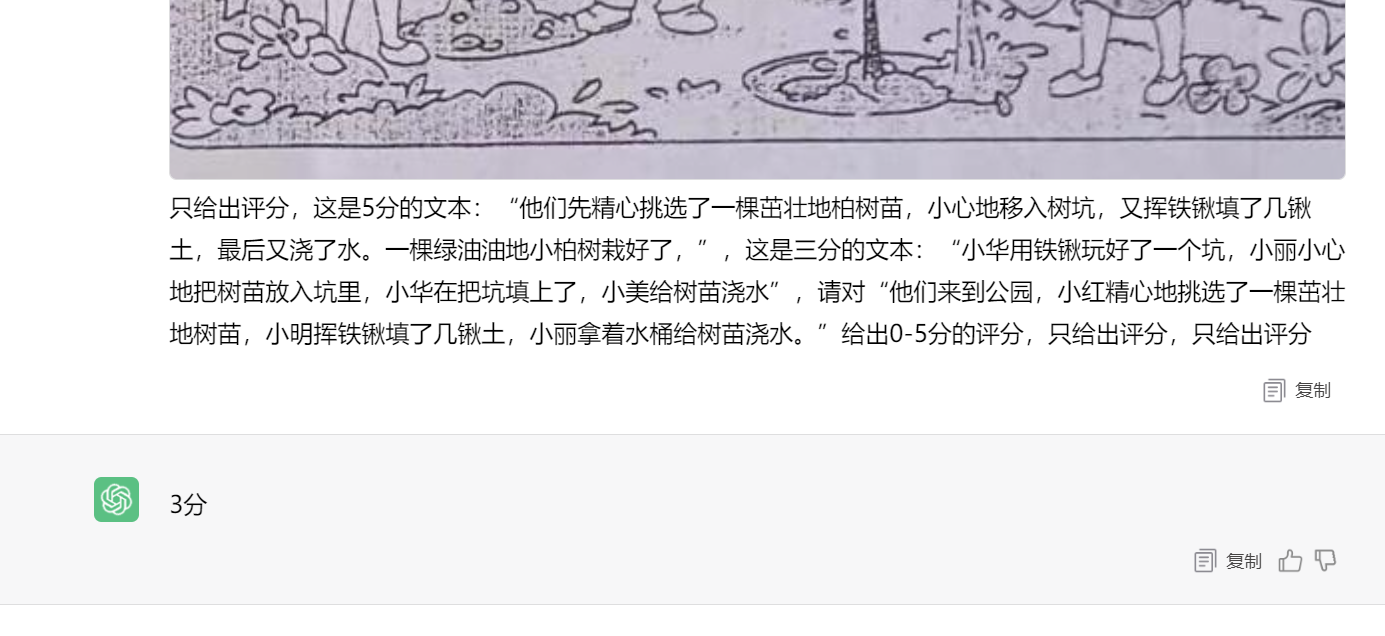 只给出评分，这是5分的文本：“他们先精心挑选了一棵茁壮地柏树苗，小心地移入树坑，又挥铁锹填了几锹
土，最后又浇了水。一棵绿油油地小柏树栽好了，”，这是三分的文本：“小华用铁锹玩好了一个坑，小丽小心
地把树苗放入坑里，小华在把坑填上了，小美给树苗浇水”，请对“他们来到公园，小红精心地挑选了一棵茁壮
地树苗，小明挥铁锹填了几锹土，小丽拿着水桶给树苗浇水。”给出0-5分的评分，只给出评分，只给出评分
复制
3分
复制